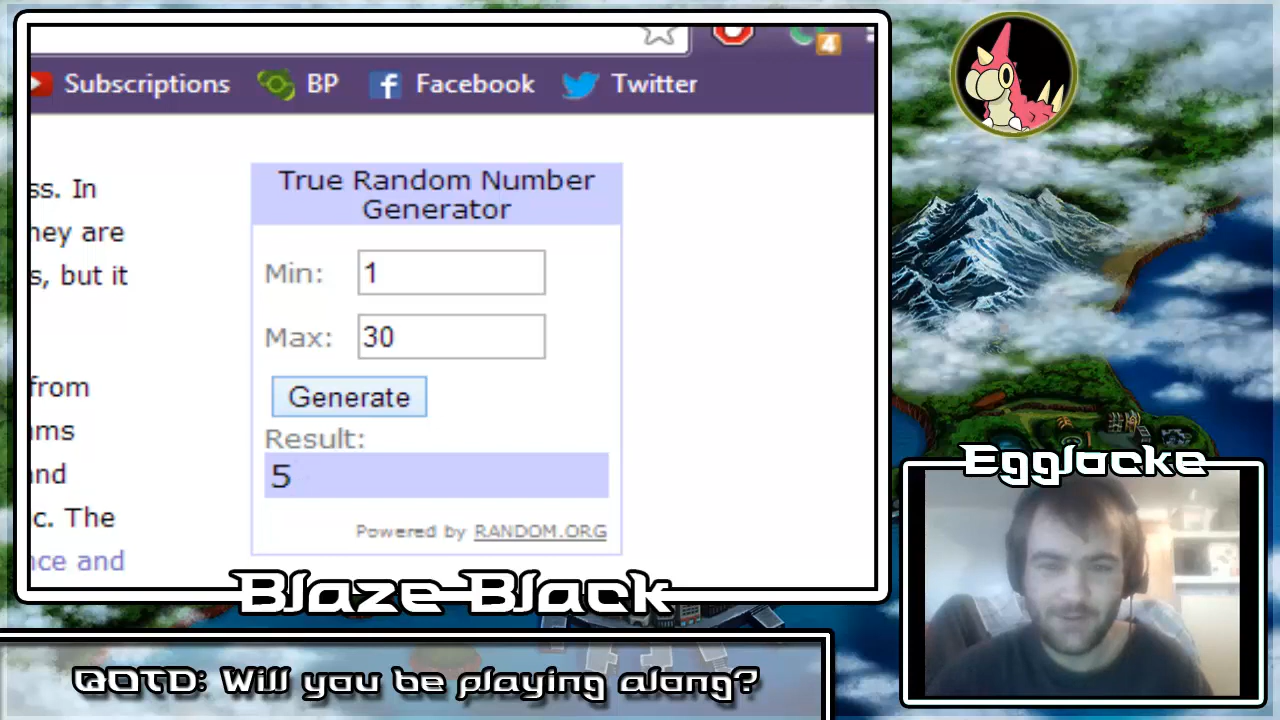 4
Subscriptions BP Facebook Twitter
ss. In
hey are
s, but it
from
ms
and
c. The
nce and
True Random Number
Generator
Min: 1
Max: 30
Generate
Result:
5
Powered by RANDOM.ORG
Blaze Black
Egglocke
QOTD: Will you be playing along?